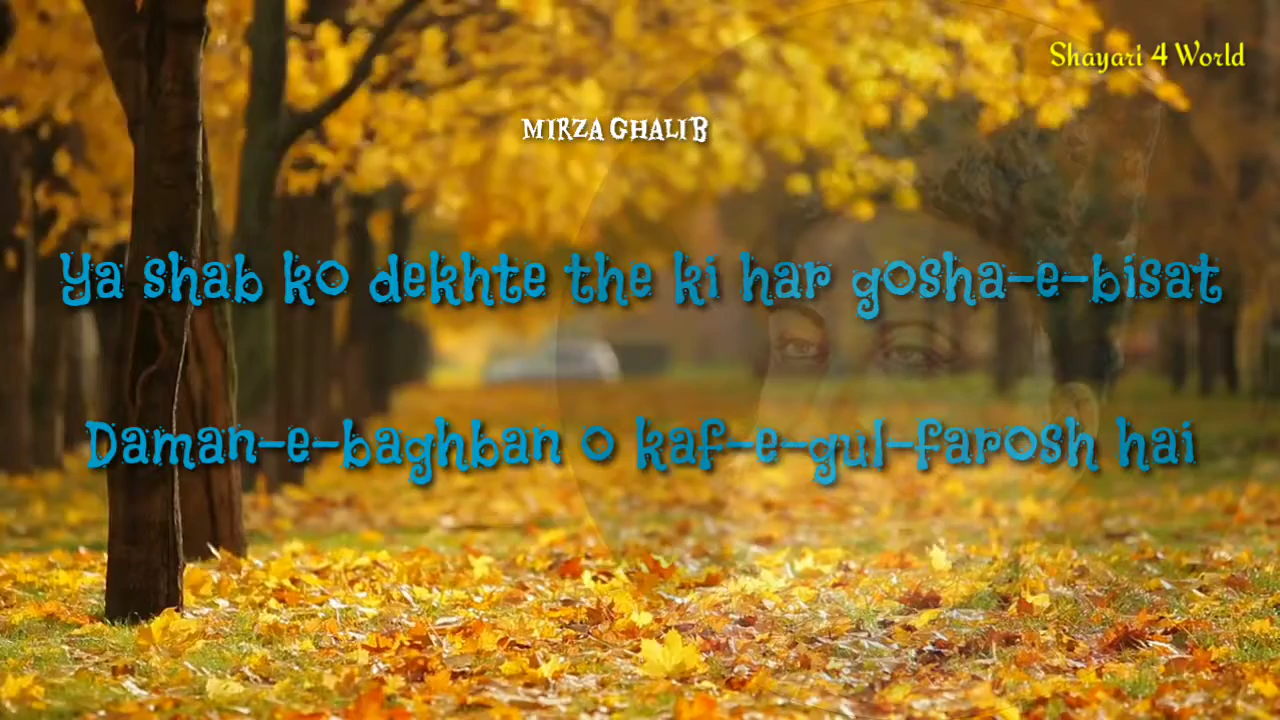 Shayari 4 World
MIRZA GHALIB
Ya shab ko dekhte the ki har gosha-e-bisat
Daman-e-baghban o kaf-e-gul-farosh hai